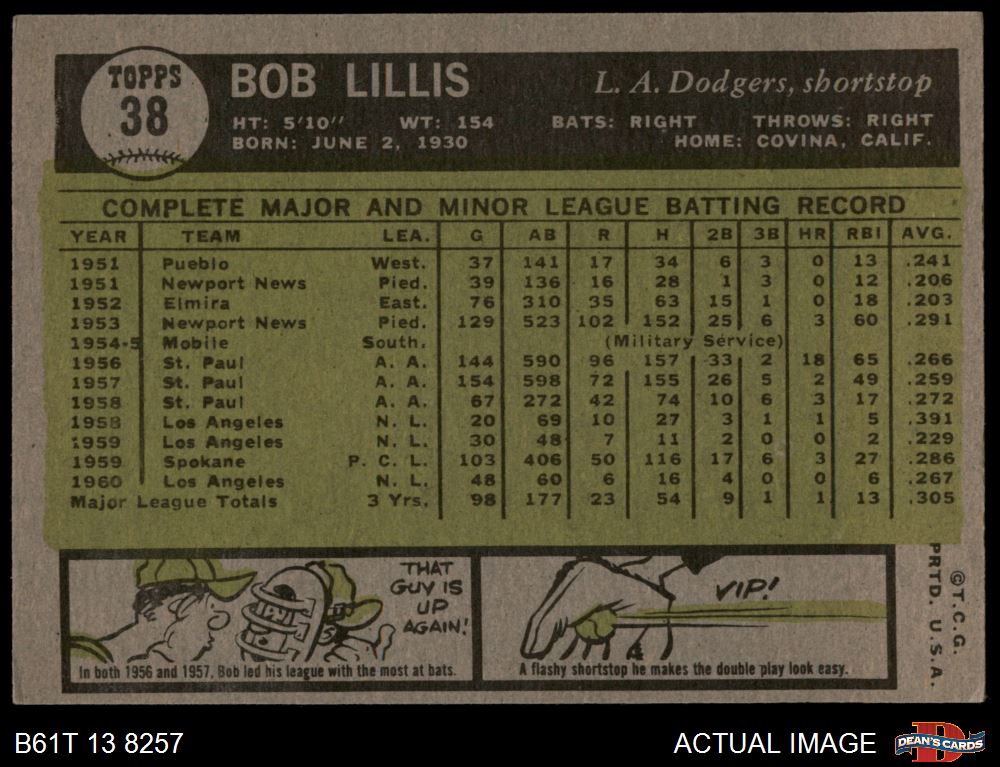 TOPPS
38
BOB LILLIS
L. A. Dodgers, shortstop
HT: 5'10" WT: 154 BATS: RIGHT THROWS: RIGHT
BORN: JUNE 2, 1930 HOME: COVINA, CALIF.
COMPLETE MAJOR AND MINOR LEAGUE BATTING RECORD
YEAR TEAM LEA. G AB R H 2B 3B HR RBI AVG.
1951 Pueblo West. 37 141 17 34 6 3 0 13 .241
1951 Newport News Pied. 39 136 16 28 1 3 0 12 .206
1952 Elmira East. 76 310 35 63 15 1 0 18 .203
1953 Newport News Pied. 129 523 102 152 25 6 3 60 .291
1954-5 Mobile South. (Military Service)
1956 St. Paul A. A. 144 590 96 157 33 2 18 65 .266
1957 St. Paul A. A. 154 598 72 155 26 5 2 49 .259
1958 St. Paul A. A. 67 272 42 74 10 6 3 17 .272
1958 Los Angeles N. L. 20 69 10 27 3 1 1 5 .391
1959 Los Angeles N. L. 30 48 7 11 2 0 0 2 .229
1959 Spokane P. C. L. 103 406 50 116 17 6 3 27 .286
1960 Los Angeles N. L. 48 60 6 16 4 0 0 6 .267
Major League Totals 3 Yrs. 98 177 23 54 9 1 1 13 .305
THAT
GUY IS
UP
AGAIN!
In both 1956 and 1957, Bob led his league with the most at bats.
VIP!
A flashy shortstop he makes the double play look easy.
©T.C.G.
PRTD. U.S.A.
B61T 13 8257
ACTUAL IMAGE
DEAN'S CARDS